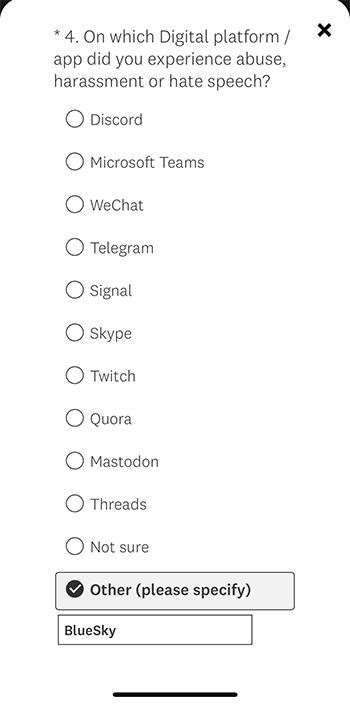 * 4. On which Digital platform /
app did you experience abuse,
harassment or hate speech?
Discord
Microsoft Teams
WeChat
Telegram
Signal
Skype
Twitch
Quora
Mastodon
Threads
Not sure
Other (please specify)
BlueSky